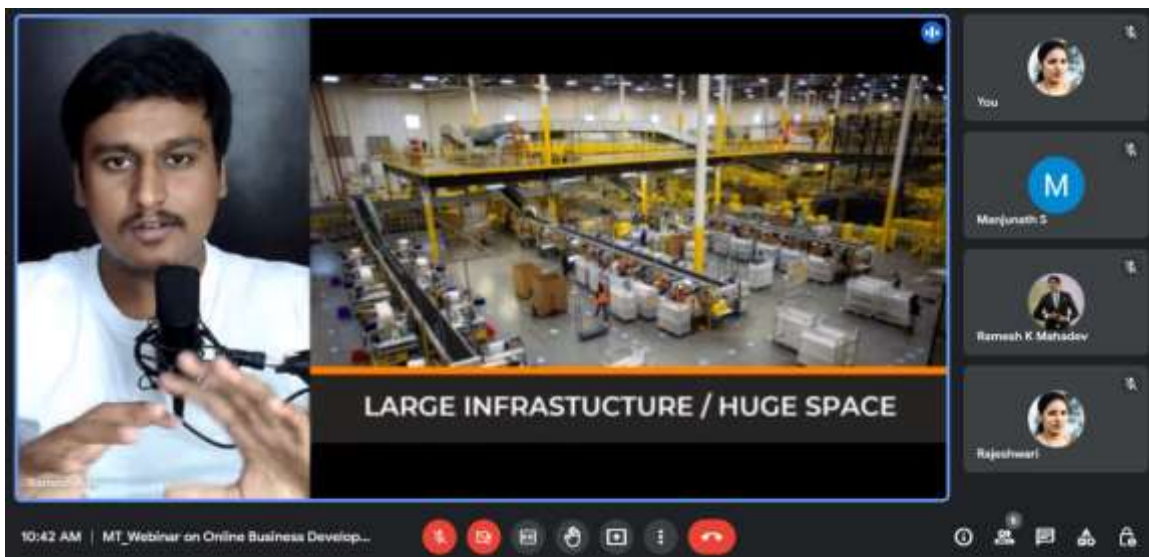 You
M
Manjunath S
LARGE INFRASTUCTURE / HUGE SPACE
Ramesh K Mahadev
Rajeshwari
10:42 AM | MT_Webinar on Online Business Develop...